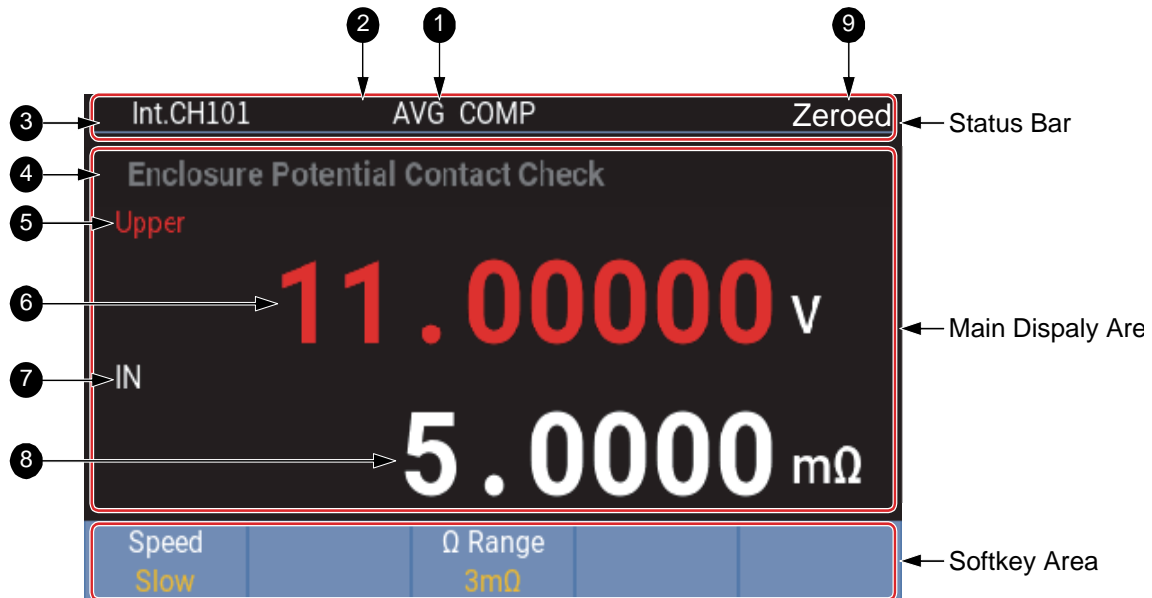 2 1 9
3 Int.CH101 AVG COMP Zeroed Status Bar
4 Enclosure Potential Contact Check
5 Upper
6 11.00000 V Main Dispaly Are
7 IN
8 5.0000 mΩ
Speed Ω Range Softkey Area
Slow 3mΩ